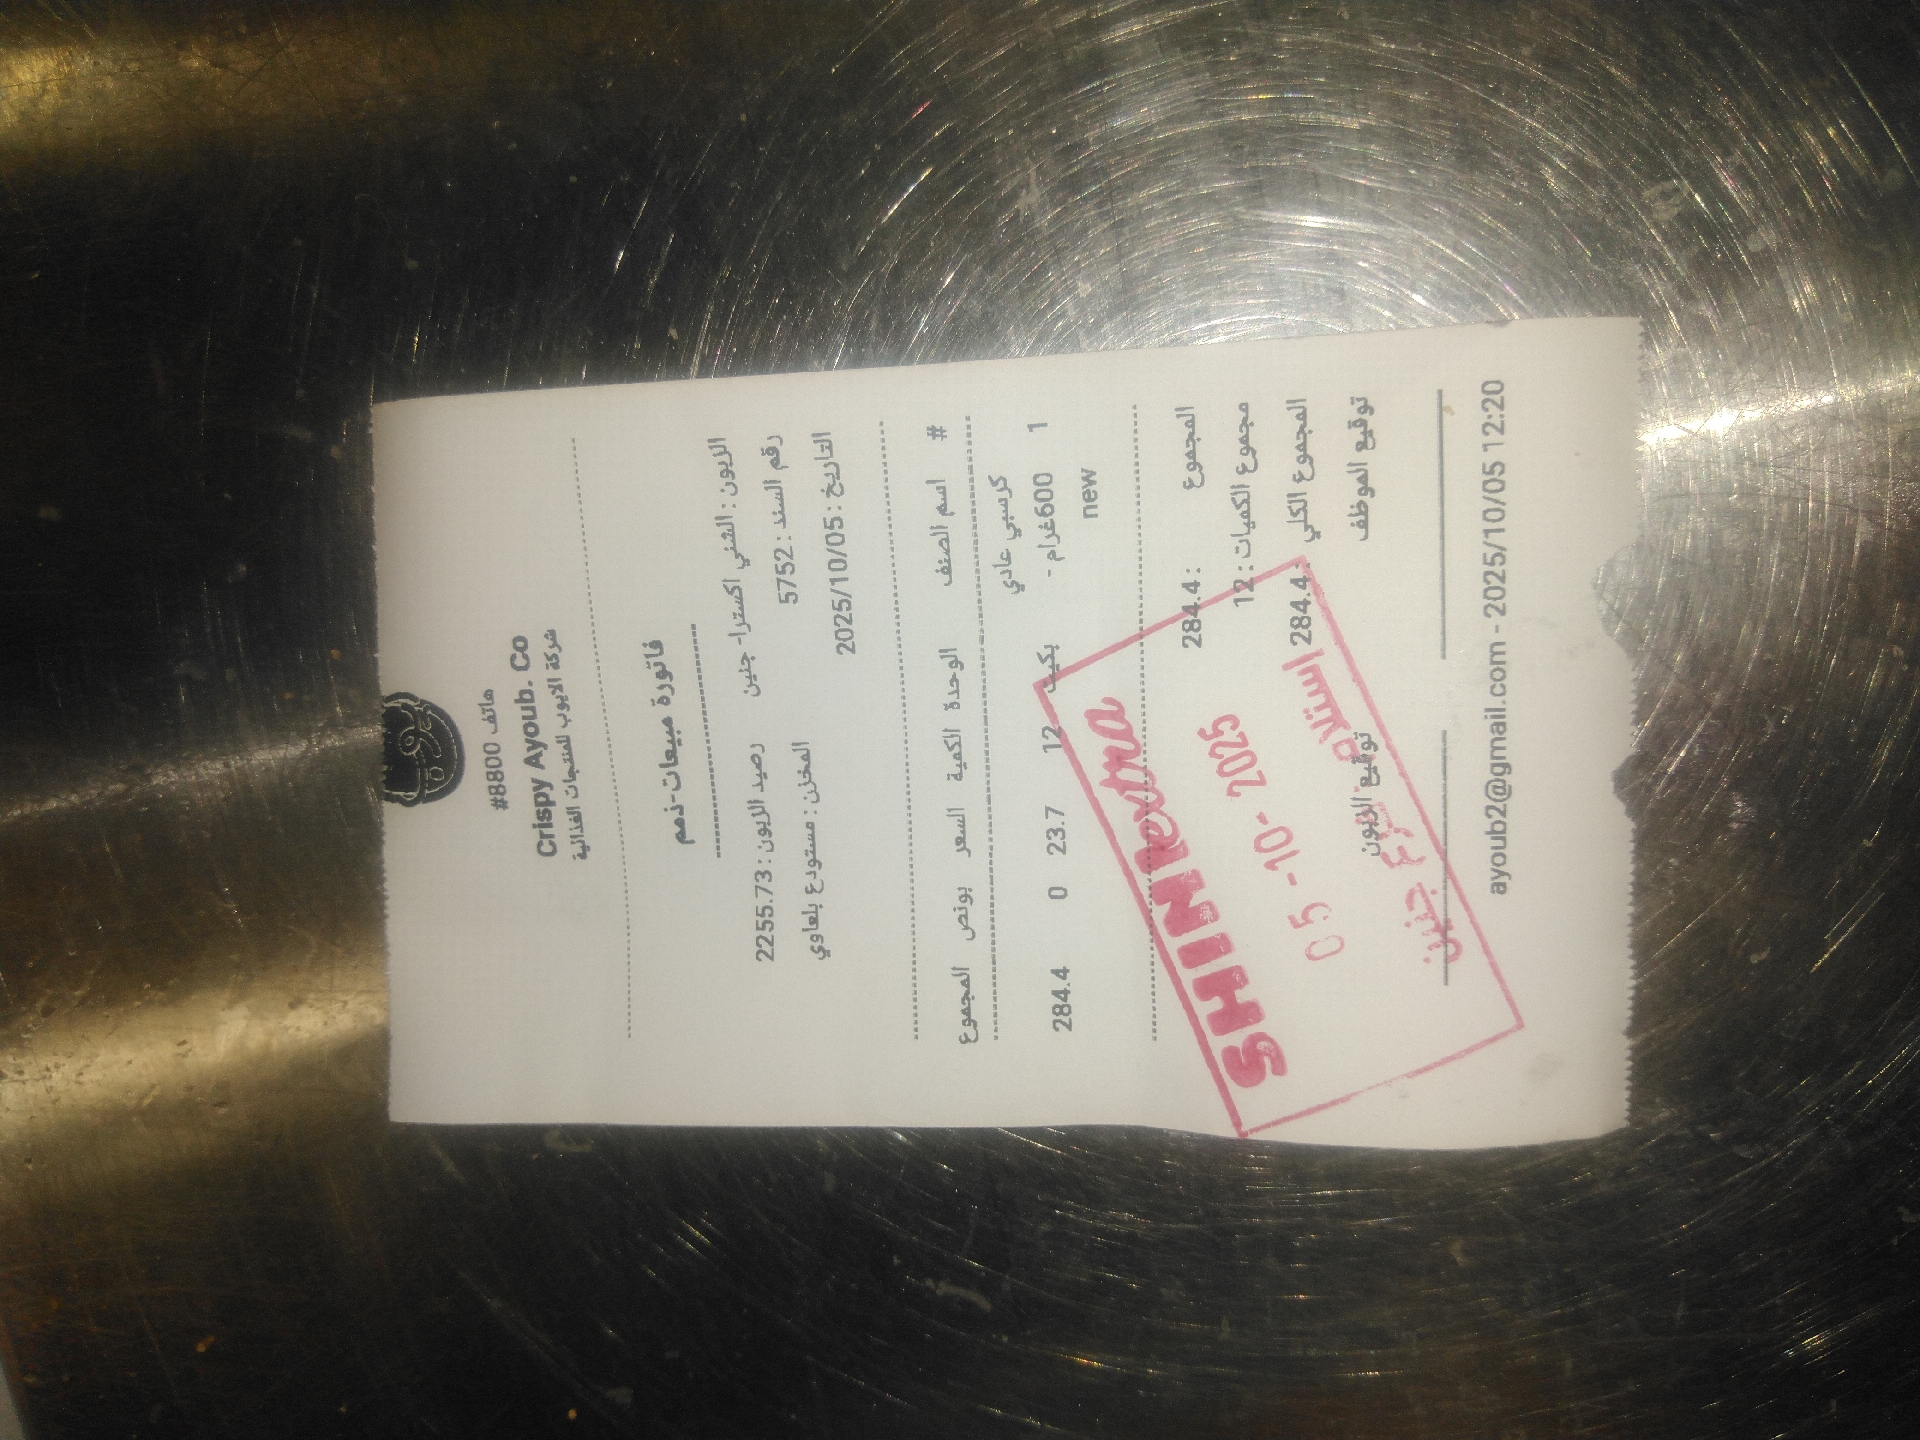 هاتف 8800#
Crispy Ayoub. Co
شركة الايوب للمنتجات الغذائية
فاتورة مبيعات-ذمم
الزبون : الشني اكسترا- جنين
رصيد الزبون : 2255.73 رقم السند : 5752
المخزن : مستودع بلعاوي التاريخ : 2025/10/05
# اسم الصنف الوحدة الكمية السعر بونص المجموع
كرسبي عادي
1 600غرام - بكيت 12 23.7 0 284.4
new
المجموع : 284.4
مجموع الكميات : 12
المجموع الكلي : 284.4
توقيع الموظف توقيع الزبون
SHINI extra
05 -10- 2025
جنين
ayoub2@gmail.com - 2025/10/05 12:20